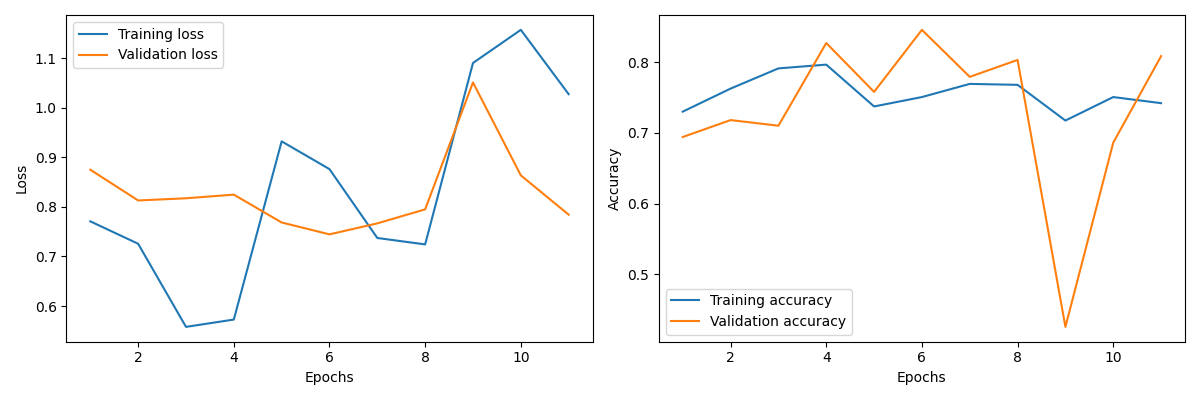 Training loss
Validation loss
1.1
1.0
0.9
0.8
0.7
0.6
Loss
2 4 6 8 10
Epochs
0.8
0.7
0.6
0.5
Accuracy
Training accuracy
Validation accuracy
2 4 6 8 10
Epochs